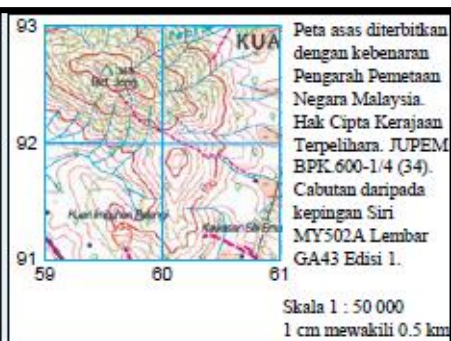 93
KUA
92
91
59
60
61
Peta asas diterbitkan
dengan kebenaran
Pengarah Pemetaan
Negara Malaysia.
Hak Cipta Kerajaan
Terpelihara. JUPEM
BPK.600-1/4 (34).
Cabutan daripada
kepingan Siri
MY502A Lembar
GA43 Edisi 1.
Skala 1 : 50 000
1 cm mewakili 0.5 km